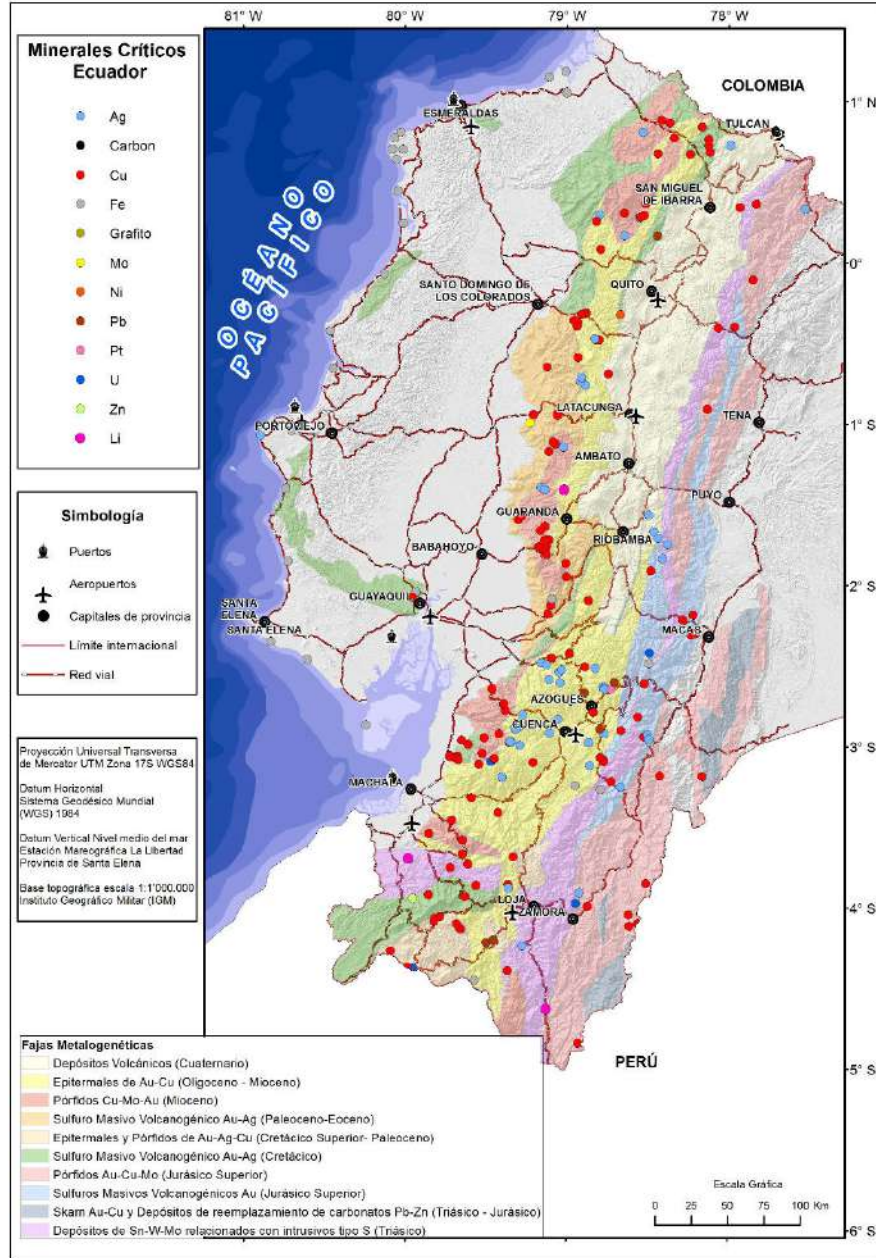 81° W
80° W
79° W
78° W
Minerales Críticos
Ecuador
Ag
Carbon
Cu
Fe
Grafito
Mo
Ni
Pb
Pt
U
Zn
Li
Simbología
Puertos
Aeropuertos
Capitales de provincia
Límite internacional
Red vial
Proyección Universal Transversa
de Mercator UTM Zona 17S WGS84
Datum Horizontal
Sistema Geodésico Mundial
(WGS) 1984
Datum Vertical Nivel medio del mar
Estación Mareográfica La Libertad
Provincia de Santa Elena
Base topográfica escala 1:1'000.000
Instituto Geográfico Militar (IGM)
COLOMBIA
1° N
ESMERALDAS
TULCAN
SAN MIGUEL
DE IBARRA
OCÉANO
PACÍFICO
0°
SANTO DOMINGO DE
LOS COLORADOS
QUITO
LATACUNGA
TENA
1° S
PORTOVIEJO
AMBATO
PUYO
GUARANDA
RIOBAMBA
BABAHOYO
2° S
GUAYAQUIL
SANTA
ELENA
SANTA ELENA
MACAS
AZOGUES
CUENCA
3° S
MACHALA
LOJA
ZAMORA
4° S
PERÚ
5° S
Fajas Metalogenéticas
Depósitos Volcánicos (Cuaternario)
Epitermales de Au-Cu (Oligoceno - Mioceno)
Pórfidos Cu-Mo-Au (Mioceno)
Sulfuro Masivo Volcanogénico Au-Ag (Paleoceno-Eoceno)
Epitermales y Pórfidos de Au-Ag-Cu (Cretácico Superior- Paleoceno)
Sulfuro Masivo Volcanogénico Au-Ag (Cretácico)
Pórfidos Au-Cu-Mo (Jurásico Superior)
Sulfuros Masivos Volcanogénicos Au (Jurásico Superior)
Skarn Au-Cu y Depósitos de reemplazamiento de carbonatos Pb-Zn (Triásico - Jurásico)
Depósitos de Sn-W-Mo relacionados con intrusivos tipo S (Triásico)
Escala Gráfica
0 25 50 75 100 Km
6° S